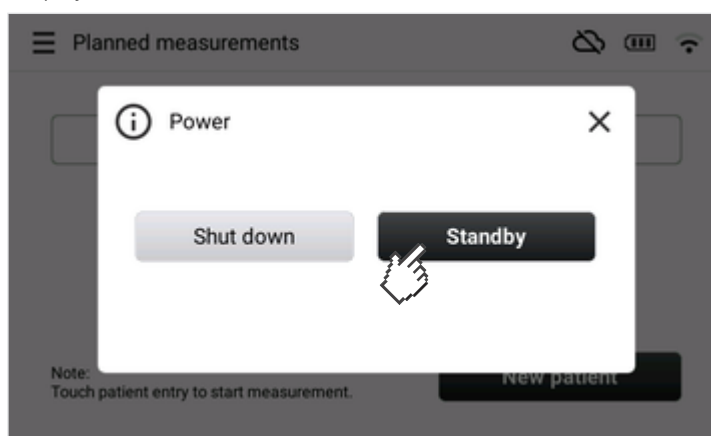 Planned measurements
Power
Shut down
Standby
Note:
Touch patient entry to start measurement.
New patient